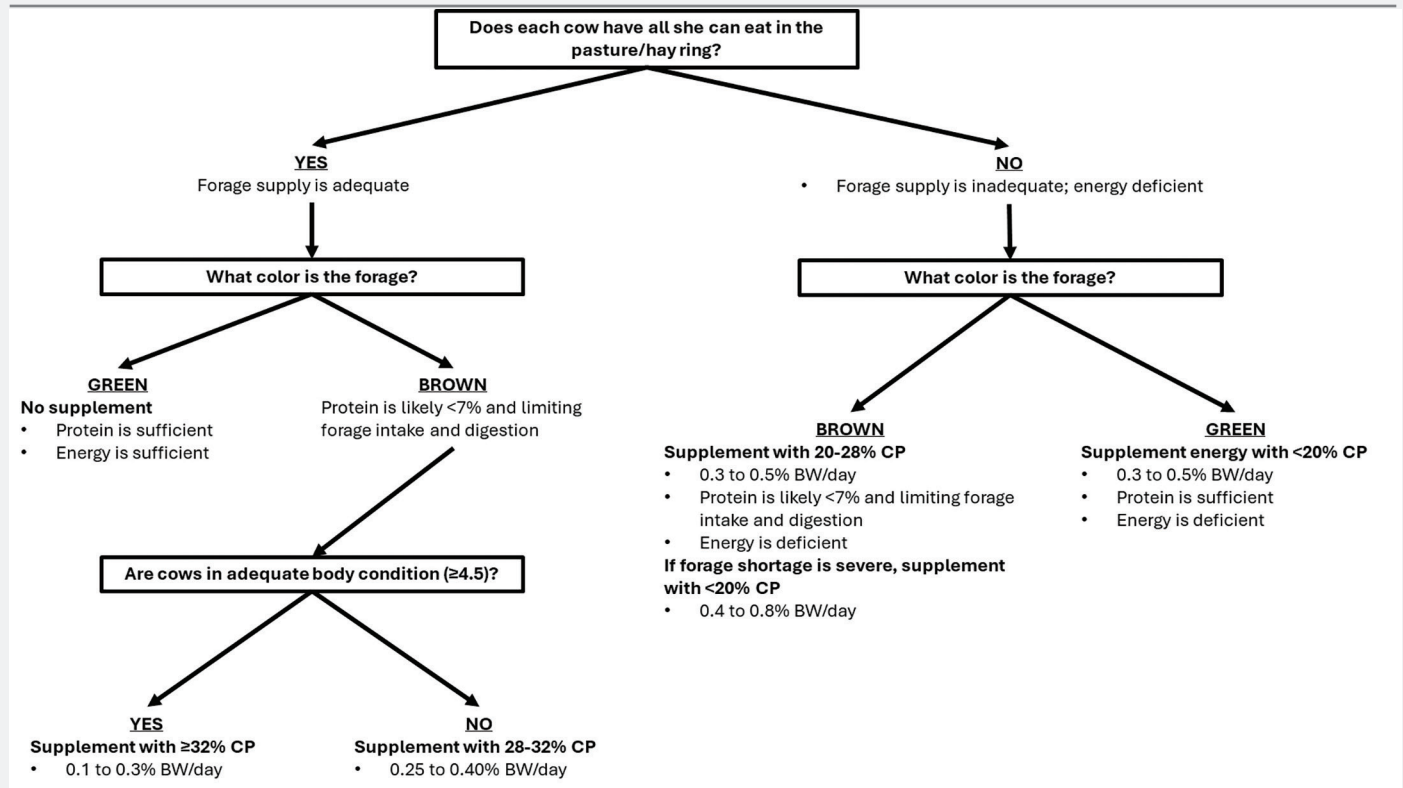 Does each cow have all she can eat in the
pasture/hay ring?
YES
Forage supply is adequate
NO
• Forage supply is inadequate; energy deficient
What color is the forage?
What color is the forage?
GREEN
No supplement
• Protein is sufficient
• Energy is sufficient
BROWN
Protein is likely <7% and limiting
forage intake and digestion
BROWN
Supplement with 20-28% CP
• 0.3 to 0.5% BW/day
• Protein is likely <7% and limiting forage
intake and digestion
• Energy is deficient
If forage shortage is severe, supplement
with <20% CP
• 0.4 to 0.8% BW/day
GREEN
Supplement energy with <20% CP
• 0.3 to 0.5% BW/day
• Protein is sufficient
• Energy is deficient
Are cows in adequate body condition (≥4.5)?
YES
Supplement with ≥32% CP
• 0.1 to 0.3% BW/day
NO
Supplement with 28-32% CP
• 0.25 to 0.40% BW/day